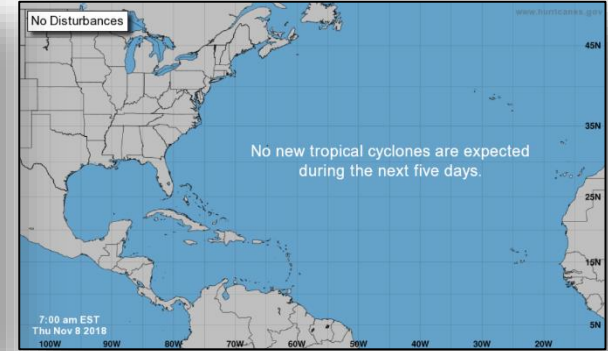 No Disturbances
www.hurricanes.gov
45N
35N
No new tropical cyclones are expected
during the next five days.
25N
15N
7:00 am EST
Thu Nov 8 2018
5N
100W 90W 80W 70W 60W 50W 40W 30W 20W